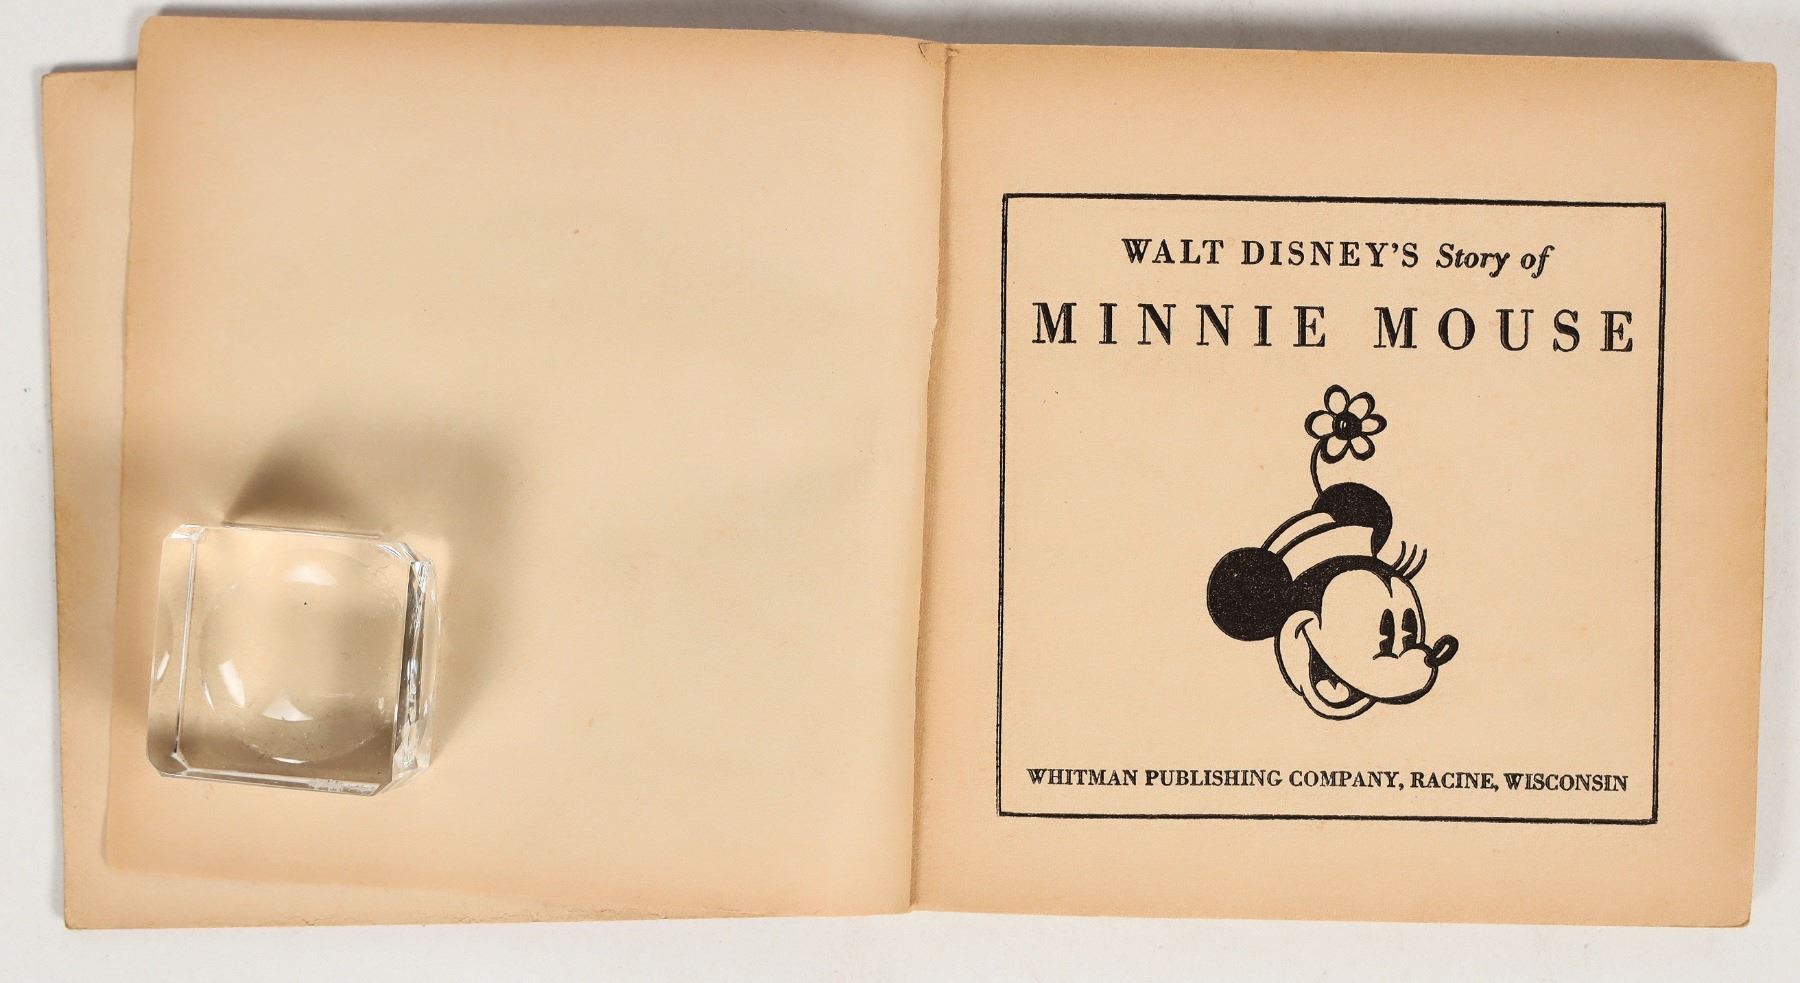 WALT DISNEY'S Story of
MINNIE MOUSE
WHITMAN PUBLISHING COMPANY, RACINE, WISCONSIN